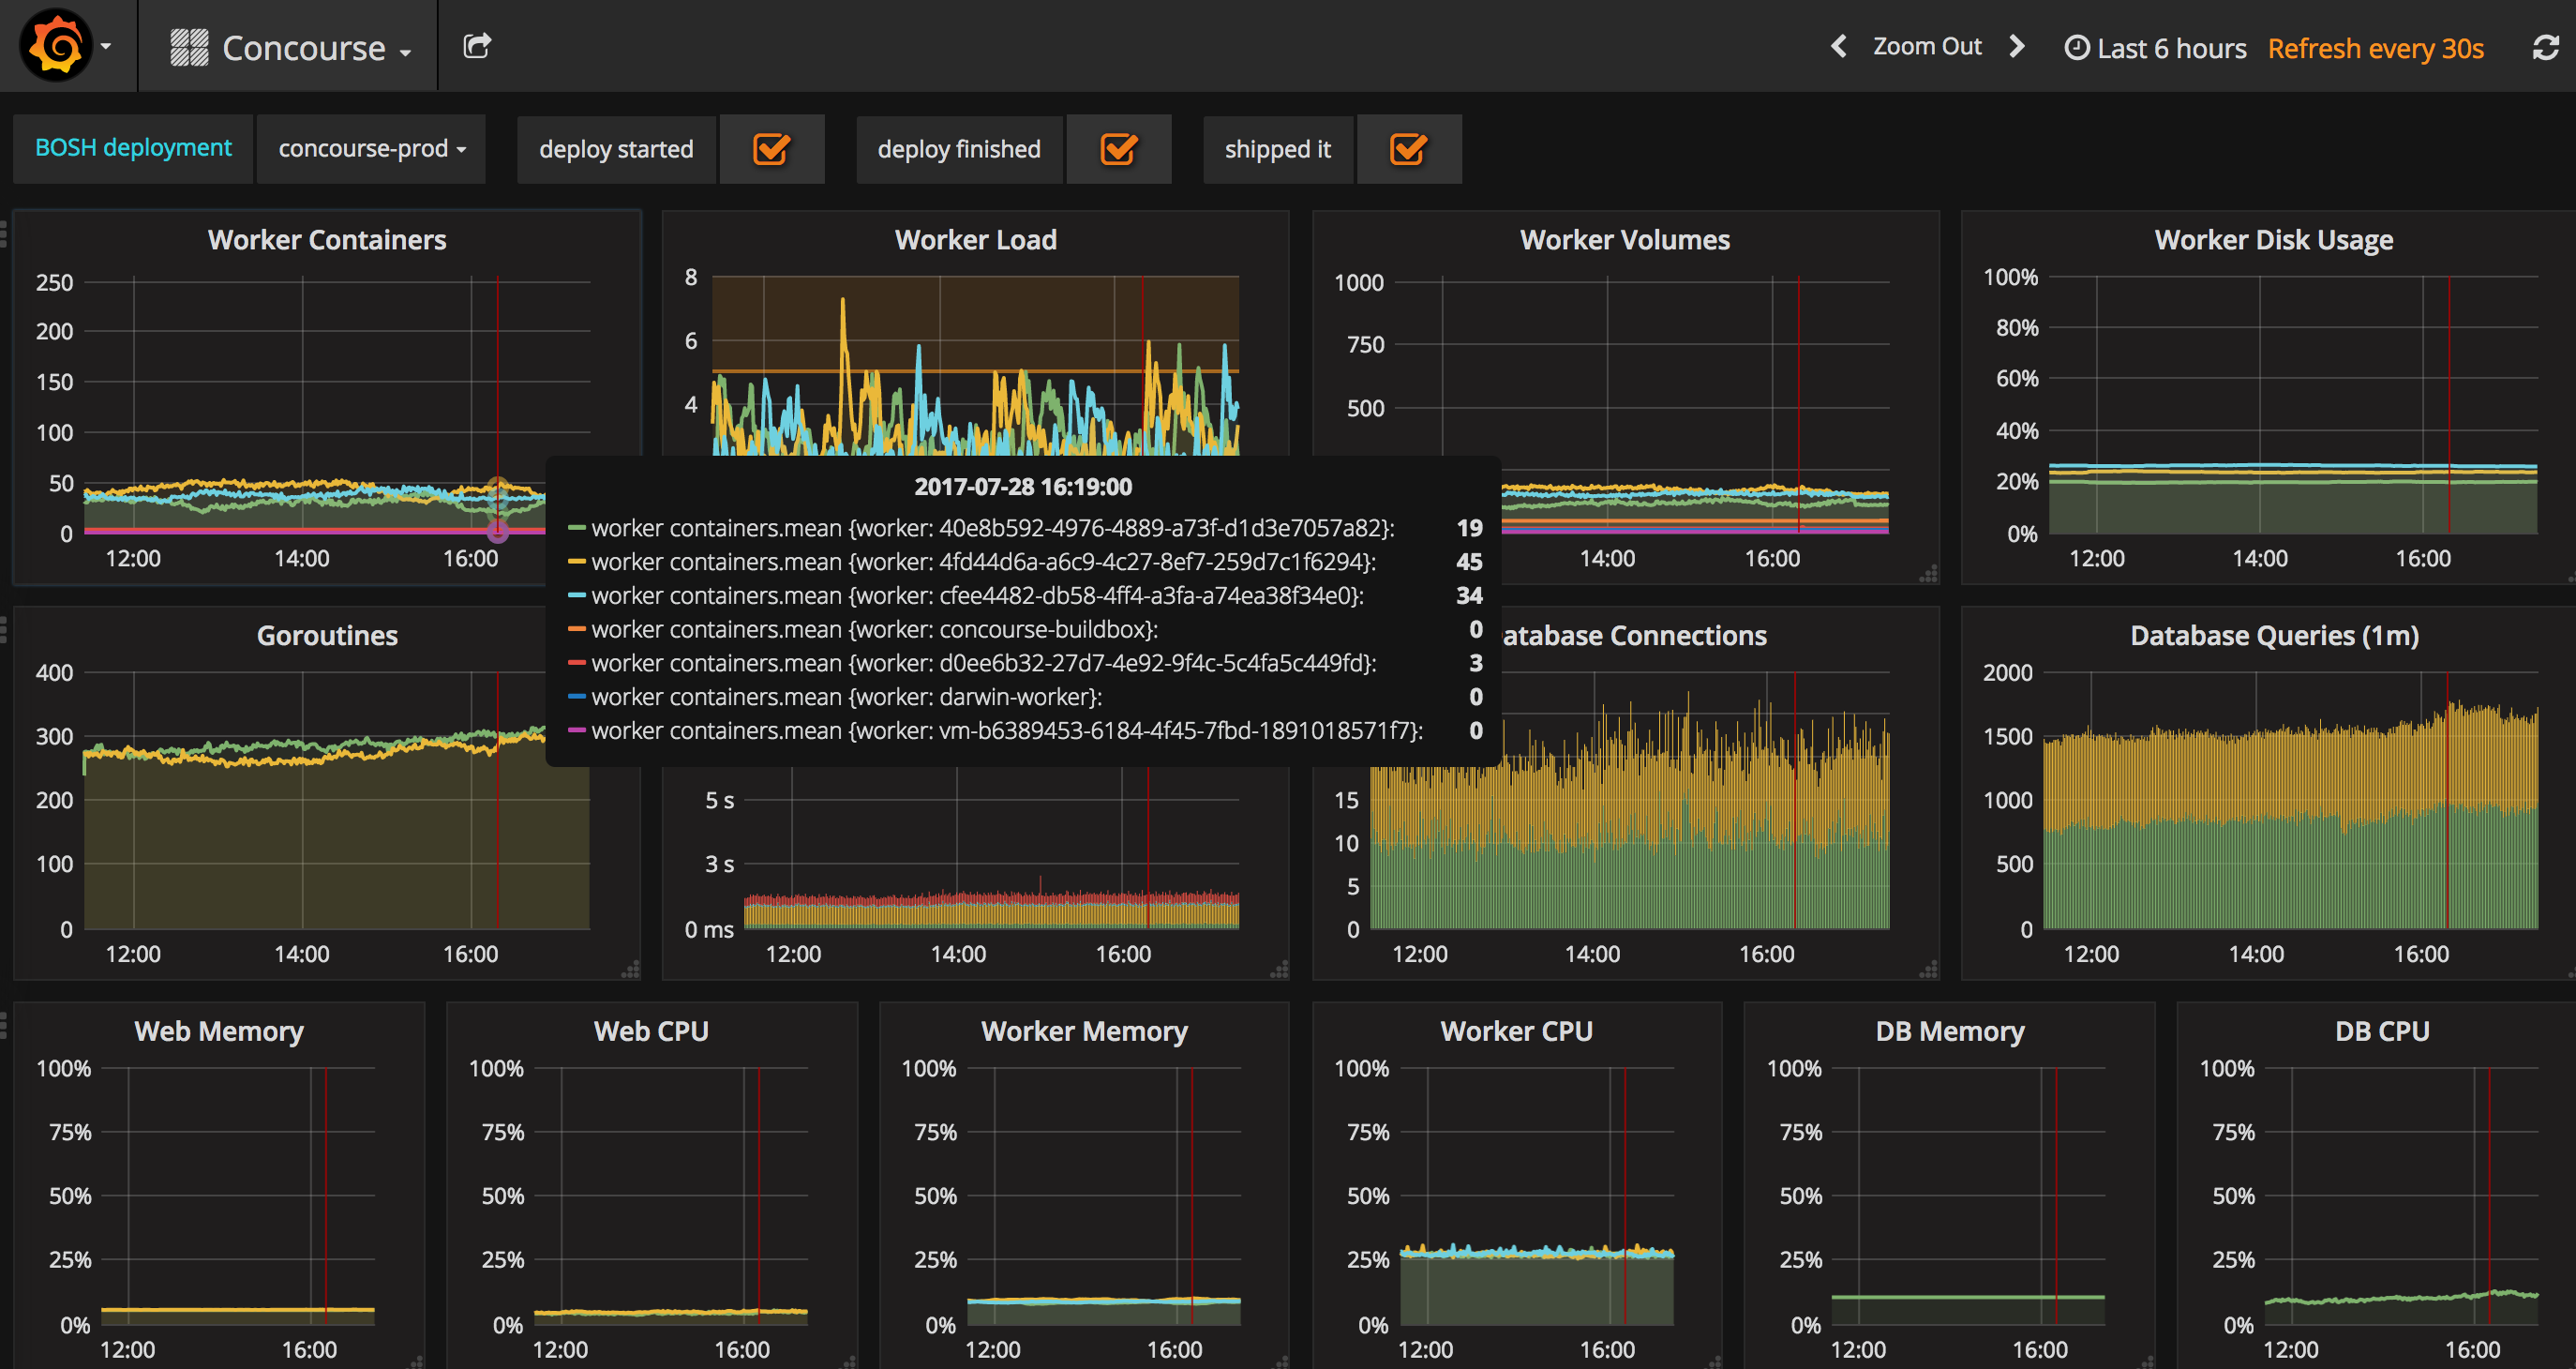 Concourse
Zoom Out
Last 6 hours
Refresh every 30s
BOSH deployment
concourse-prod
deploy started
deploy finished
shipped it
Worker Containers
250
200
150
100
50
0
12:00 14:00 16:00
Worker Load
8
6
4
Worker Volumes
1000
750
500
14:00 16:00
Worker Disk Usage
100%
80%
60%
40%
20%
0%
12:00 14:00 16:00
2017-07-28 16:19:00
worker containers.mean {worker: 40e8b592-4976-4889-a73f-d1d3e7057a82}: 19
worker containers.mean {worker: 4fd44d6a-a6c9-4c27-8ef7-259d7c1f6294}: 45
worker containers.mean {worker: cfee4482-db58-4ff4-a3fa-a74ea38f34e0}: 34
worker containers.mean {worker: concourse-buildbox}: 0
worker containers.mean {worker: d0ee6b32-27d7-4e92-9f4c-5c4fa5c449fd}: 3
worker containers.mean {worker: darwin-worker}: 0
worker containers.mean {worker: vm-b6389453-6184-4f45-7fbd-1891018571f7}: 0
Goroutines
400
300
200
100
0
12:00 14:00 16:00
5 s
3 s
0 ms
12:00 14:00 16:00
atabase Connections
15
10
5
0
12:00 14:00 16:00
Database Queries (1m)
2000
1500
1000
500
0
12:00 14:00 16:00
Web Memory
100%
75%
50%
25%
0%
12:00 16:00
Web CPU
100%
75%
50%
25%
0%
12:00 16:00
Worker Memory
100%
75%
50%
25%
0%
12:00 16:00
Worker CPU
100%
75%
50%
25%
0%
12:00 16:00
DB Memory
100%
75%
50%
25%
0%
12:00 16:00
DB CPU
100%
75%
50%
25%
0%
12:00 16:00